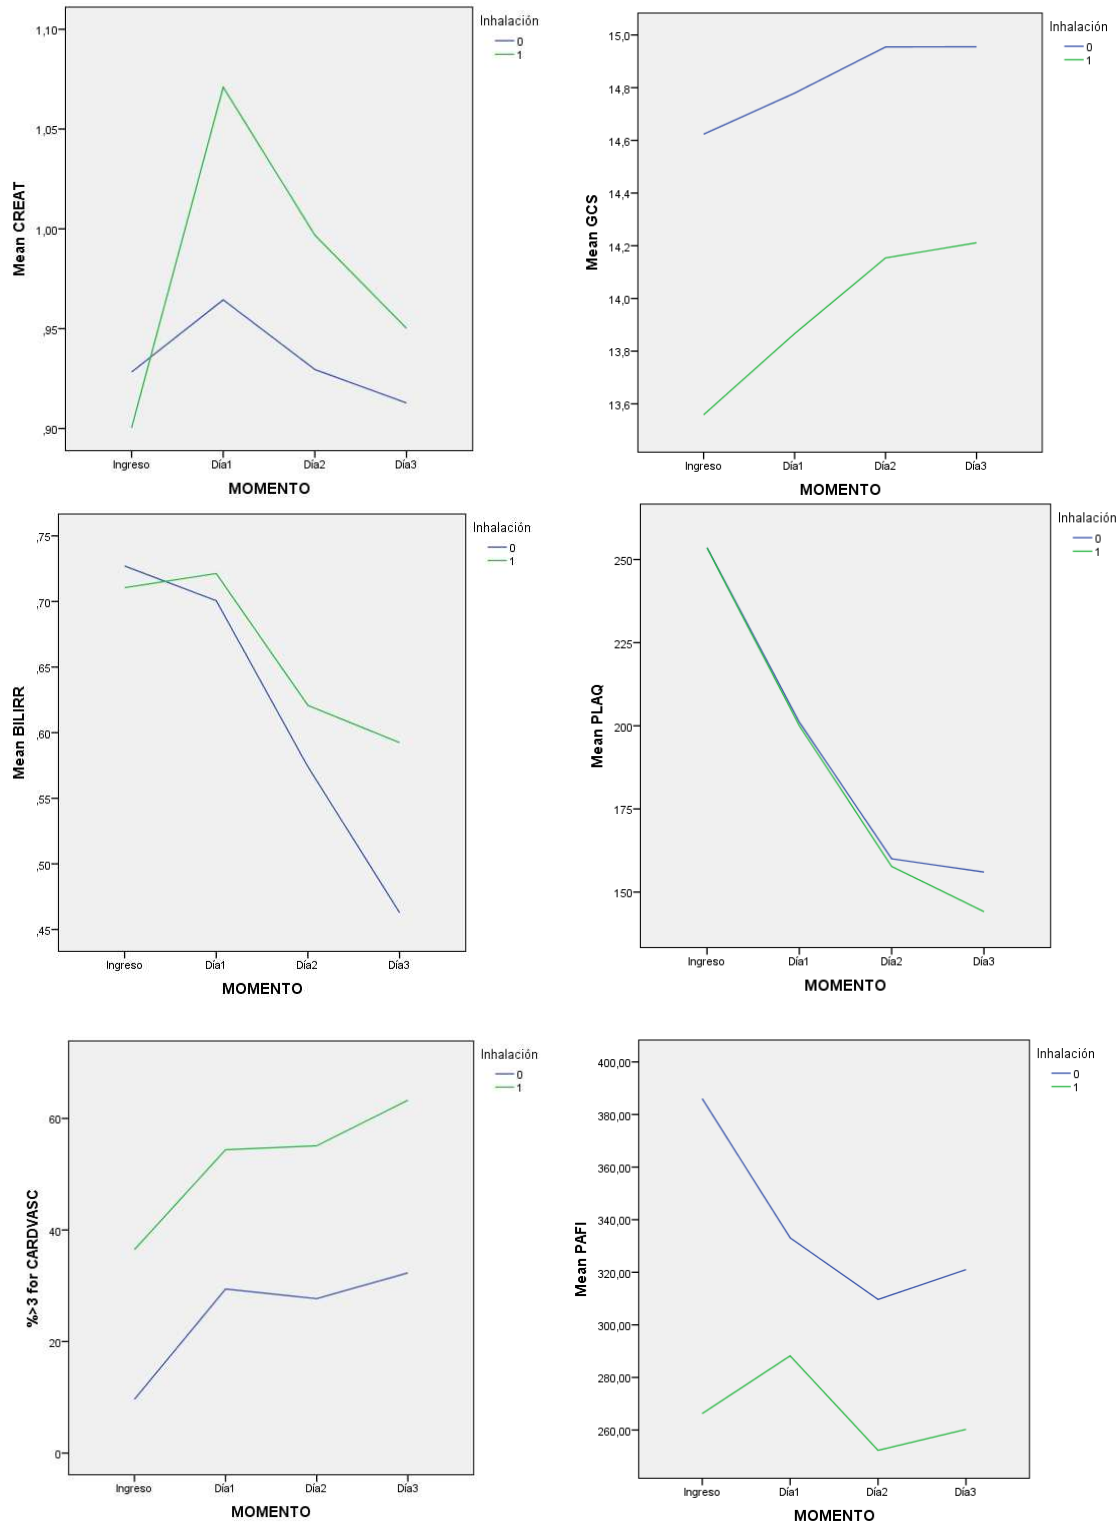 Inhalación
0
1
1,10
1,05
1,00
,95
,90
Mean CREAT
Ingreso Día1 Día2 Día3
MOMENTO
Inhalación
0
1
15,0
14,8
14,6
14,4
14,2
14,0
13,8
13,6
Mean GCS
Ingreso Día1 Día2 Día3
MOMENTO
Inhalación
0
1
,75
,70
,65
,60
,55
,50
,45
Mean BILIRR
Ingreso Día1 Día2 Día3
MOMENTO
Inhalación
0
1
250
225
200
175
150
Mean PLAQ
Ingreso Día1 Día2 Día3
MOMENTO
Inhalación
0
1
60
40
20
0
%>3 for CARDVASC
Ingreso Día1 Día2 Día3
MOMENTO
Inhalación
0
1
400,00
380,00
360,00
340,00
320,00
300,00
280,00
260,00
Mean PAFI
Ingreso Día1 Día2 Día3
MOMENTO